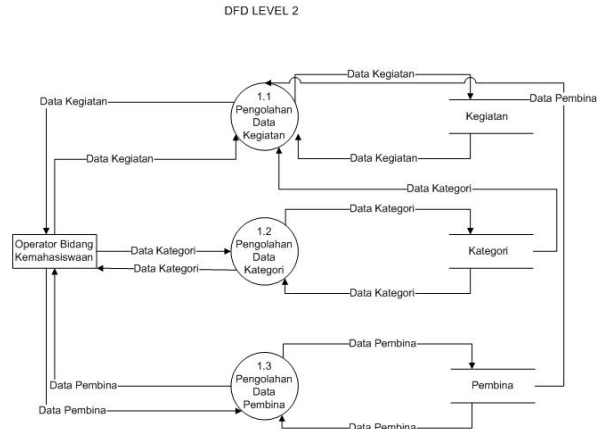 DFD LEVEL 2
Data Kegiatan
Data Kegiatan
1.1
Pengolahan
Data
Kegiatan
Data Pembina
Kegiatan
Data Kegiatan
Data Kegiatan
Data Kategori
Data Kategori
1.2
Pengolahan
Data
Kategori
Operator Bidang
Kemahasiswaan
Data Kategori
Kategori
Data Kategori
Data Kategori
Data Pembina
1.3
Pengolahan
Data
Pembina
Data Pembina
Pembina
Data Pembina
Data Pembina